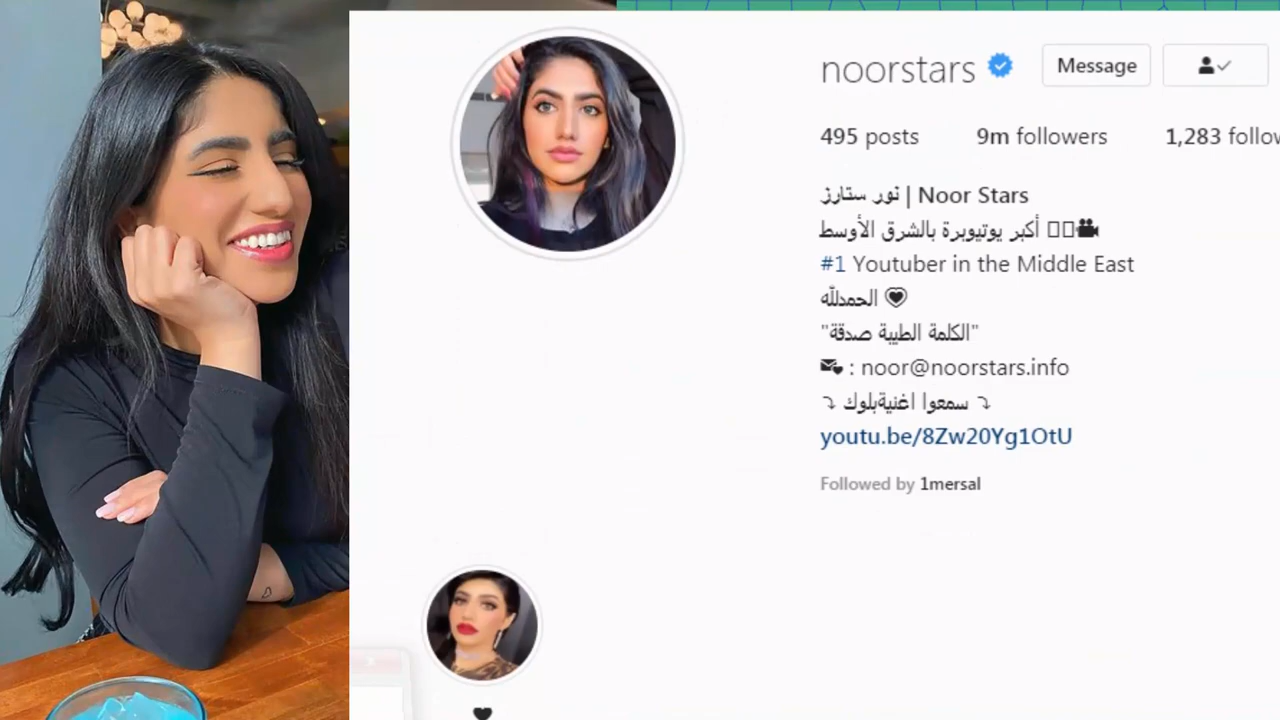 noorstars
Message
495 posts 9m followers 1,283 follow
نور ستارز | Noor Stars
أكبر يوتيوبرة بالشرق الأوسط
#1 Youtuber in the Middle East
الحمدلله
"الكلمة الطيبة صدقة"
: noor@noorstars.info
⤵ سمعوا اغنيةبلوك ⤵
youtu.be/8Zw20Yg1OtU
Followed by 1mersal